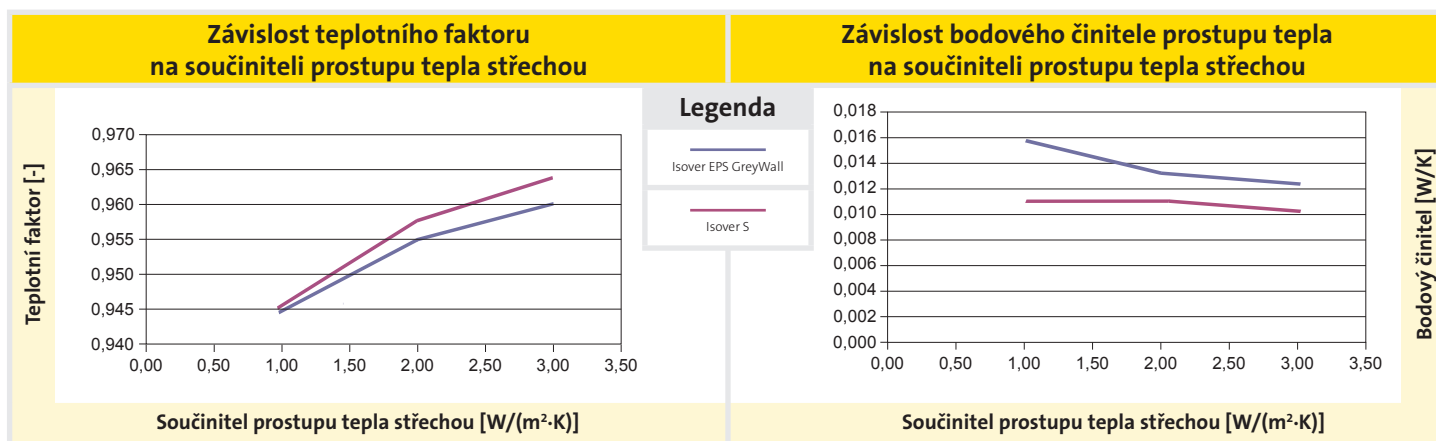 Závislost teplotního faktoru
na součiniteli prostupu tepla střechou
Závislost bodového činitele prostupu tepla
na součiniteli prostupu tepla střechou
Teplotní faktor [-]
0,970
0,965
0,960
0,955
0,950
0,945
0,940
0,00 0,50 1,00 1,50 2,00 2,50 3,00 3,50
Součinitel prostupu tepla střechou [W/(m²·K)]
Legenda
Isover EPS GreyWall
Isover S
0,018
0,016
0,014
0,012
0,010
0,008
0,006
0,004
0,002
0,000
0,00 0,50 1,00 1,50 2,00 2,50 3,00 3,50
Bodový činitel [W/K]
Součinitel prostupu tepla střechou [W/(m²·K)]